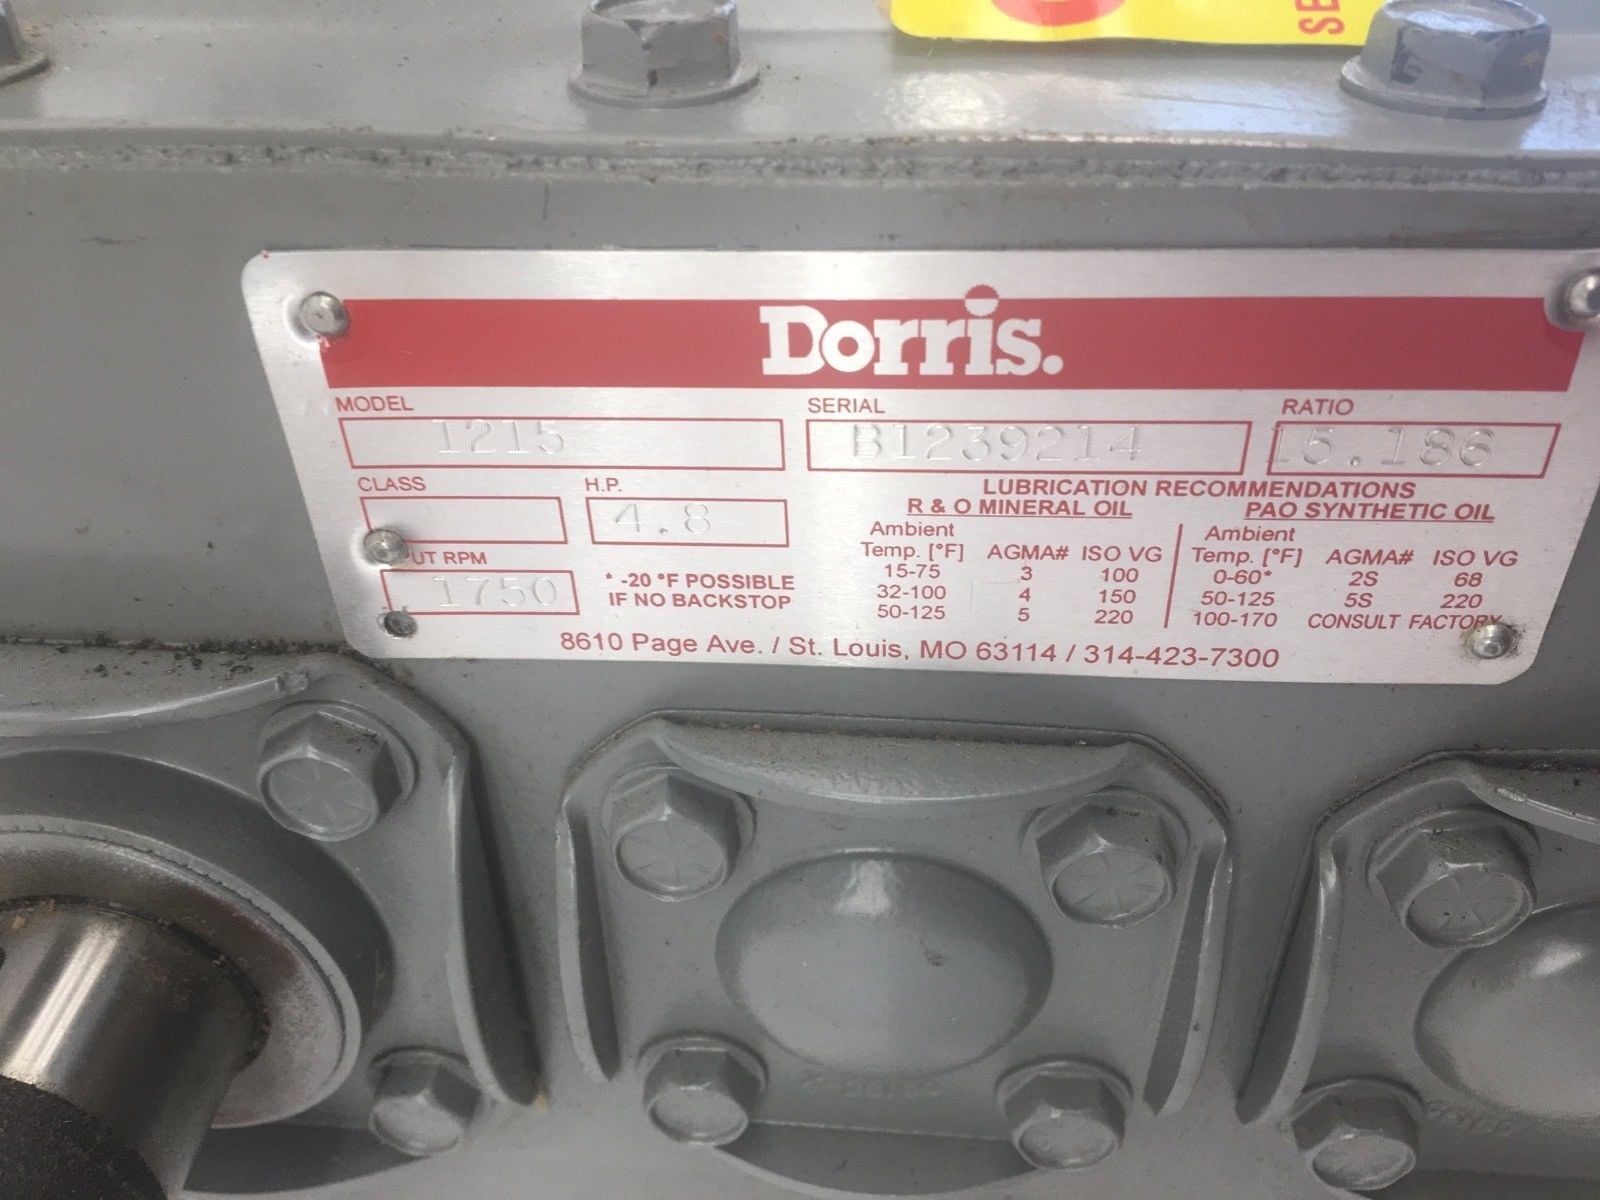 SE
Dorris.
MODEL SERIAL RATIO
1215 B1239214 15.186
CLASS H.P.
4.8
PUT RPM
1750
* -20 °F POSSIBLE
IF NO BACKSTOP
LUBRICATION RECOMMENDATIONS
R & O MINERAL OIL PAO SYNTHETIC OIL
Ambient Ambient
Temp. [°F] AGMA# ISO VG Temp. [°F] AGMA# ISO VG
15-75 3 100 0-60* 2S 68
32-100 4 150 50-125 5S 220
50-125 5 220 100-170 CONSULT FACTORY
8610 Page Ave. / St. Louis, MO 63114 / 314-423-7300